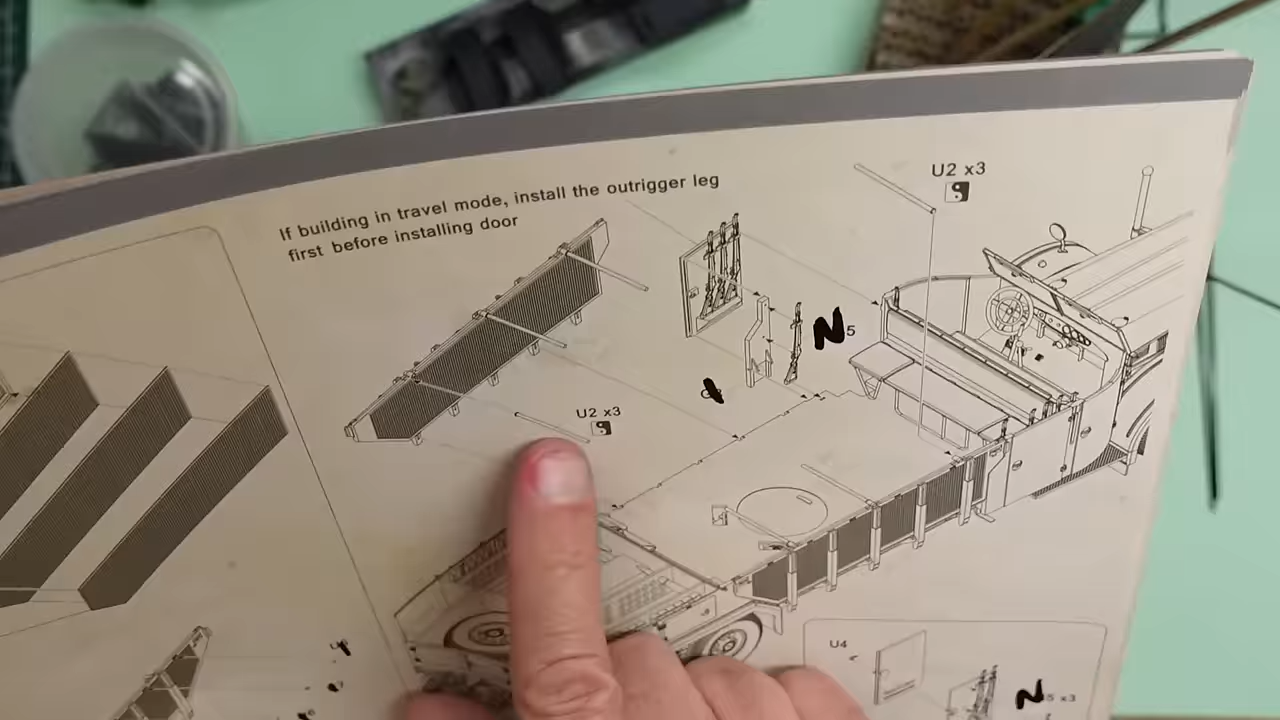 If building in travel mode, install the outrigger leg
first before installing door
U2 x3
U2 x3
N5
U4
N5 x3